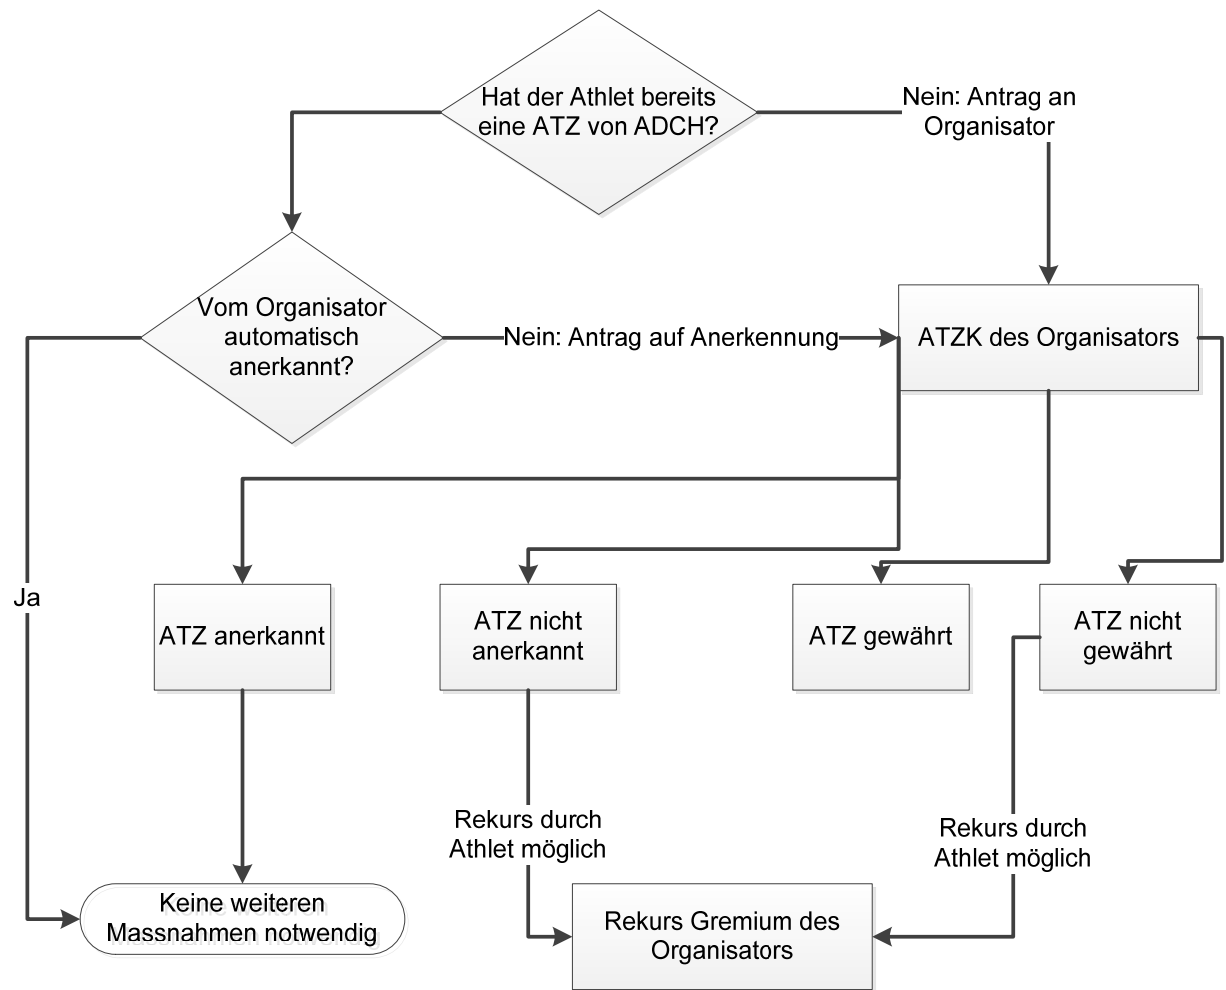 Hat der Athlet bereits
eine ATZ von ADCH?
Nein: Antrag an
Organisator
Vom Organisator
automatisch
anerkannt?
Nein: Antrag auf Anerkennung
ATZK des Organisators
Ja
ATZ anerkannt
ATZ nicht
anerkannt
ATZ gewährt
ATZ nicht
gewährt
Rekurs durch
Athlet möglich
Rekurs durch
Athlet möglich
Keine weiteren
Massnahmen notwendig
Rekurs Gremium des
Organisators